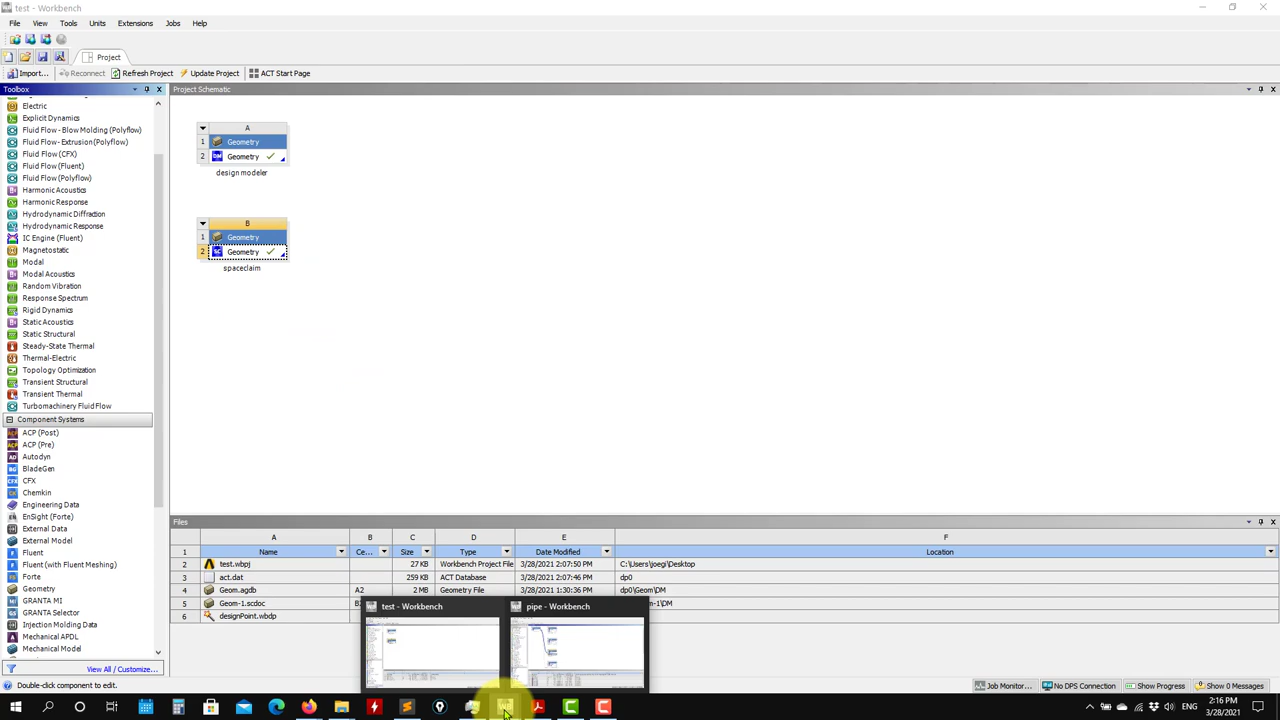 test - Workbench
File View Tools Units Extensions Jobs Help
Project
Import... Reconnect Refresh Project Update Project ACT Start Page
Toolbox
Project Schematic
Electric
Explicit Dynamics
Fluid Flow - Blow Molding (Polyflow)
Fluid Flow- Extrusion (Polyflow)
Fluid Flow (CFX)
Fluid Flow (Fluent)
Fluid Flow (Polyflow)
Harmonic Acoustics
Harmonic Response
Hydrodynamic Diffraction
Hydrodynamic Response
IC Engine (Fluent)
Magnetostatic
Modal
Modal Acoustics
Random Vibration
Response Spectrum
Rigid Dynamics
Static Acoustics
Static Structural
Steady-State Thermal
Thermal-Electric
Topology Optimization
Transient Structural
Transient Thermal
Turbomachinery Fluid Flow
Component Systems
ACP (Post)
ACP (Pre)
Autodyn
BladeGen
CFX
Chemkin
Engineering Data
EnSight (Forte)
External Data
External Model
Fluent
Fluent (with Fluent Meshing)
Forte
Geometry
GRANTA MI
GRANTA Selector
Injection Molding Data
Mechanical APDL
Mechanical Model
View All / Customize...
A
1 Geometry
2 DM Geometry
design modeler
B
1 Geometry
2 SC Geometry
spaceclaim
Files
A B C D E F
1 Name Ce... Size Type Date Modified Location
2 test.wbpj 27 KB Workbench Project File 3/28/2021 2:07:50 PM C:\Users\joegi\Desktop
3 act.dat 259 KB ACT Database 3/28/2021 2:07:46 PM dp0
4 Geom.agdb A2 2 MB Geometry File 3/28/2021 1:30:36 PM dp0\Geom\DM
5 Geom-1.scdoc
6 designPoint.wbdp
test - Workbench pipe - Workbench
Double-click component to edit.
Job Monitor... No DPS Connection Show Progress Show 0 Messages
2:16 PM
ENG
3/28/2021